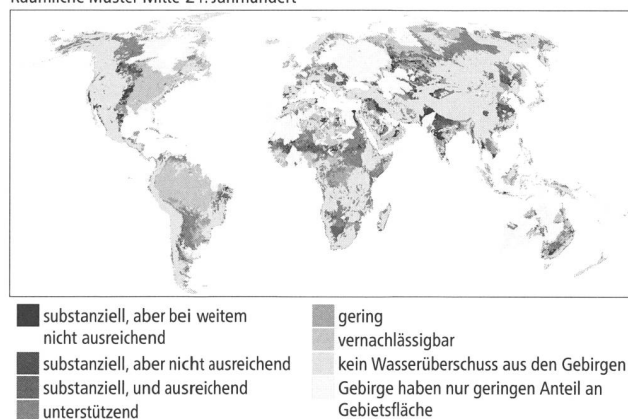 Räumliche Muster Mitte 21. Jahrhundert
substanziell, aber bei weitem
nicht ausreichend
substanziell, aber nicht ausreichend
substanziell, und ausreichend
unterstützend
gering
vernachlässigbar
kein Wasserüberschuss aus den Gebirgen
Gebirge haben nur geringen Anteil an
Gebietsfläche